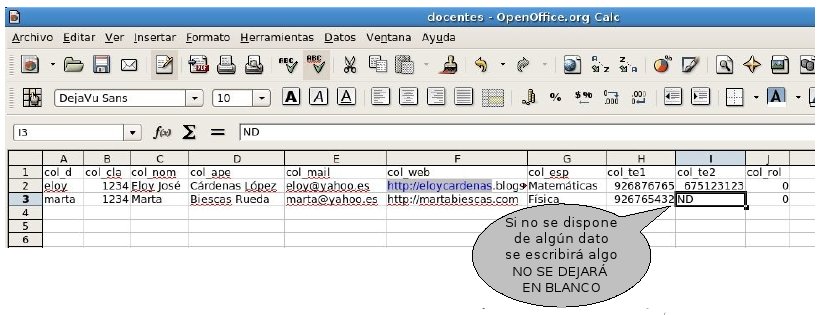 docentes - OpenOffice.org Calc
Archivo Editar Ver Insertar Formato Herramientas Datos Ventana Ayuda
DejaVu Sans 10 A A A
I3 f(x) Σ = ND
A B C D E F G H I J
1 col_d col_cla col_nom col_ape col_mail col_web col_esp col_te1 col_te2 col_rol
2 eloy 1234 Eloy José Cárdenas López eloy@yahoo.es http://eloycardenas.blogs Matemáticas 926876765 675123123 0
3 marta 1234 Marta Biescas Rueda marta@yahoo.es http://martabiescas.com Física 926765432 ND 0
4
5
6
Si no se dispone
de algún dato
se escribirá algo
NO SE DEJARÁ
EN BLANCO